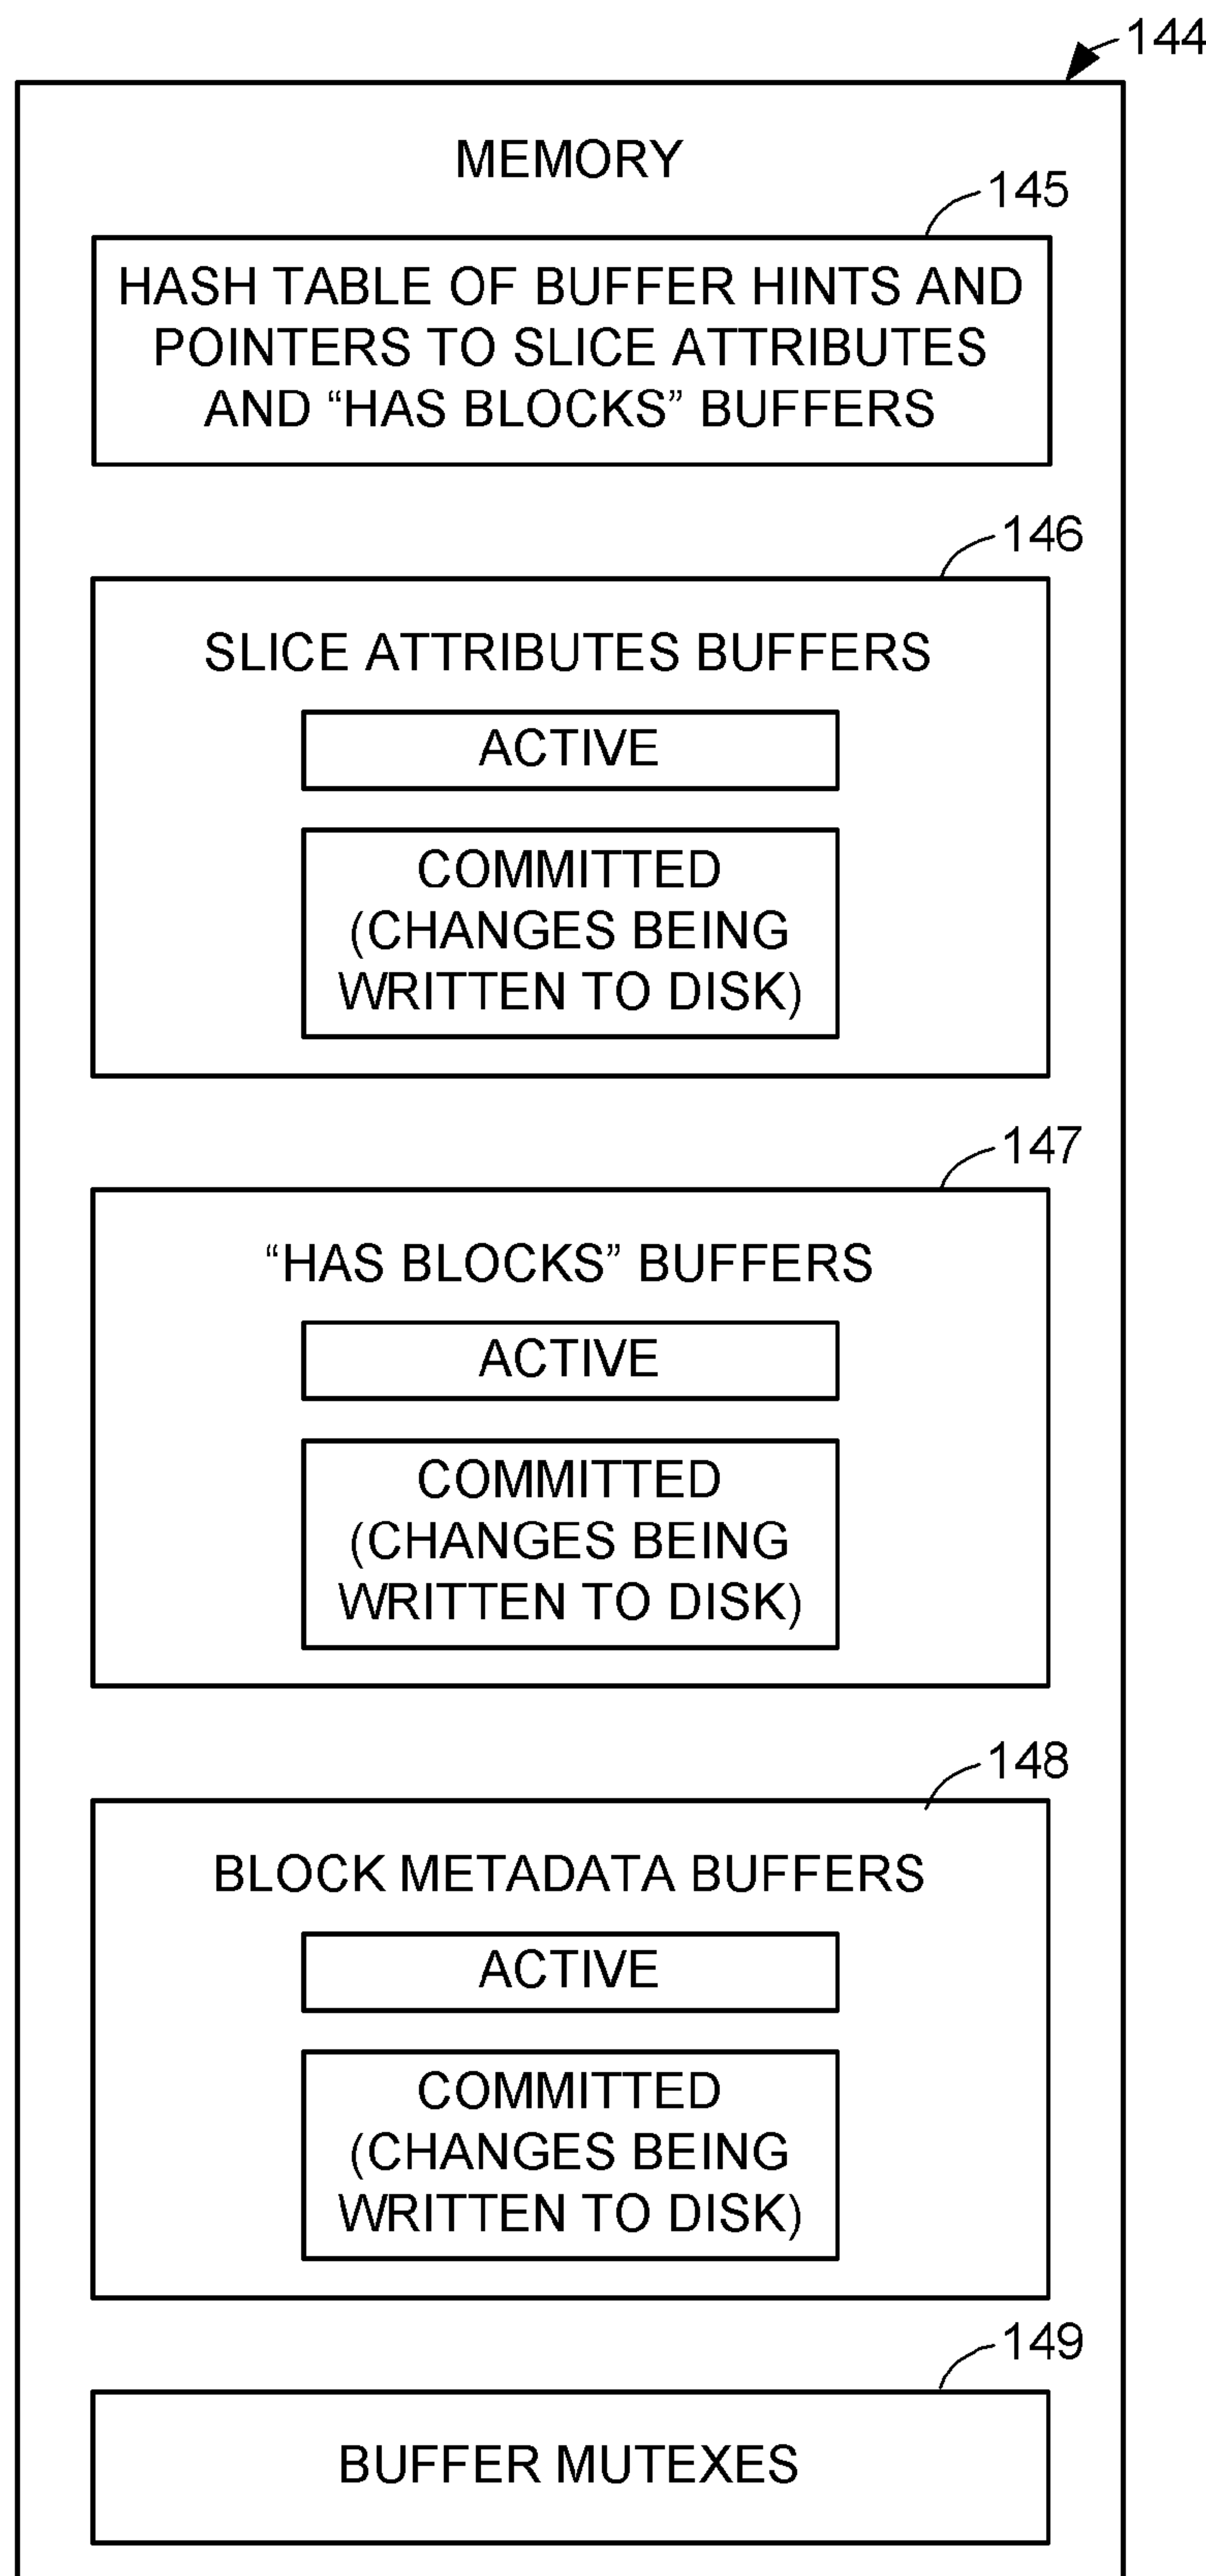 144
MEMORY
145
HASH TABLE OF BUFFER HINTS AND
POINTERS TO SLICE ATTRIBUTES
AND “HAS BLOCKS” BUFFERS
146
SLICE ATTRIBUTES BUFFERS
ACTIVE
COMMITTED
(CHANGES BEING
WRITTEN TO DISK)
147
“HAS BLOCKS” BUFFERS
ACTIVE
COMMITTED
(CHANGES BEING
WRITTEN TO DISK)
148
BLOCK METADATA BUFFERS
ACTIVE
COMMITTED
(CHANGES BEING
WRITTEN TO DISK)
149
BUFFER MUTEXES